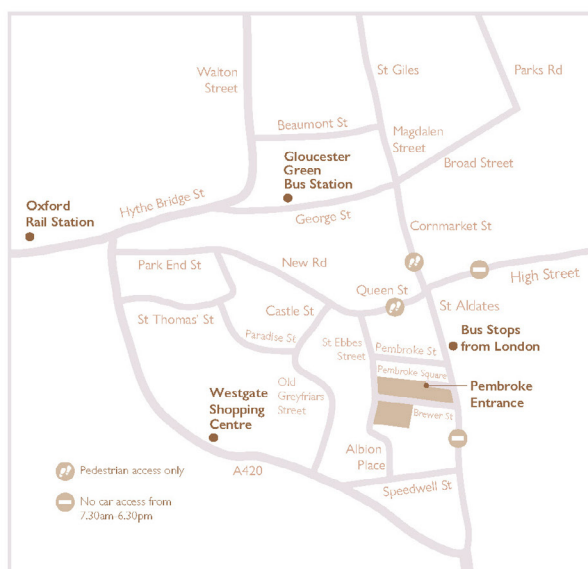 Walton
Street
St Giles
Parks Rd
Beaumont St
Magdalen
Street
Gloucester
Green
Bus Station
Broad Street
Oxford
Rail Station
Hythe Bridge St
George St
Cornmarket St
Park End St
New Rd
High Street
Queen St
St Thomas' St
Castle St
St Aldates
Paradise St
St Ebbes
Street
Pembroke St
Bus Stops
from London
Pembroke Square
Pembroke
Entrance
Old
Greyfriars
Street
Westgate
Shopping
Centre
Brewer St
Albion
Place
Pedestrian access only
A420
Speedwell St
No car access from
7.30am-6.30pm